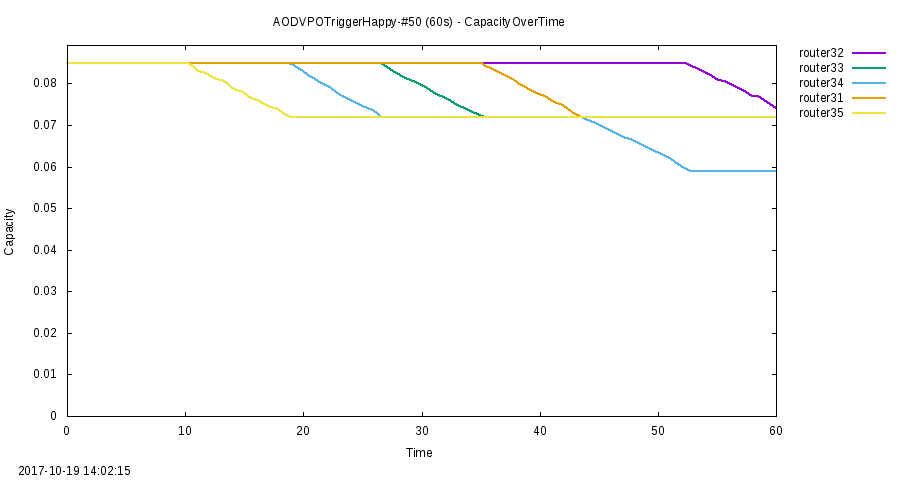 AODVPOTriggerHappy-#50 (60s) - CapacityOverTime
router32
router33
router34
router31
router35
0.08
0.07
0.06
0.05
0.04
0.03
0.02
0.01
0
Capacity
0 10 20 30 40 50 60
Time
2017-10-19 14:02:15